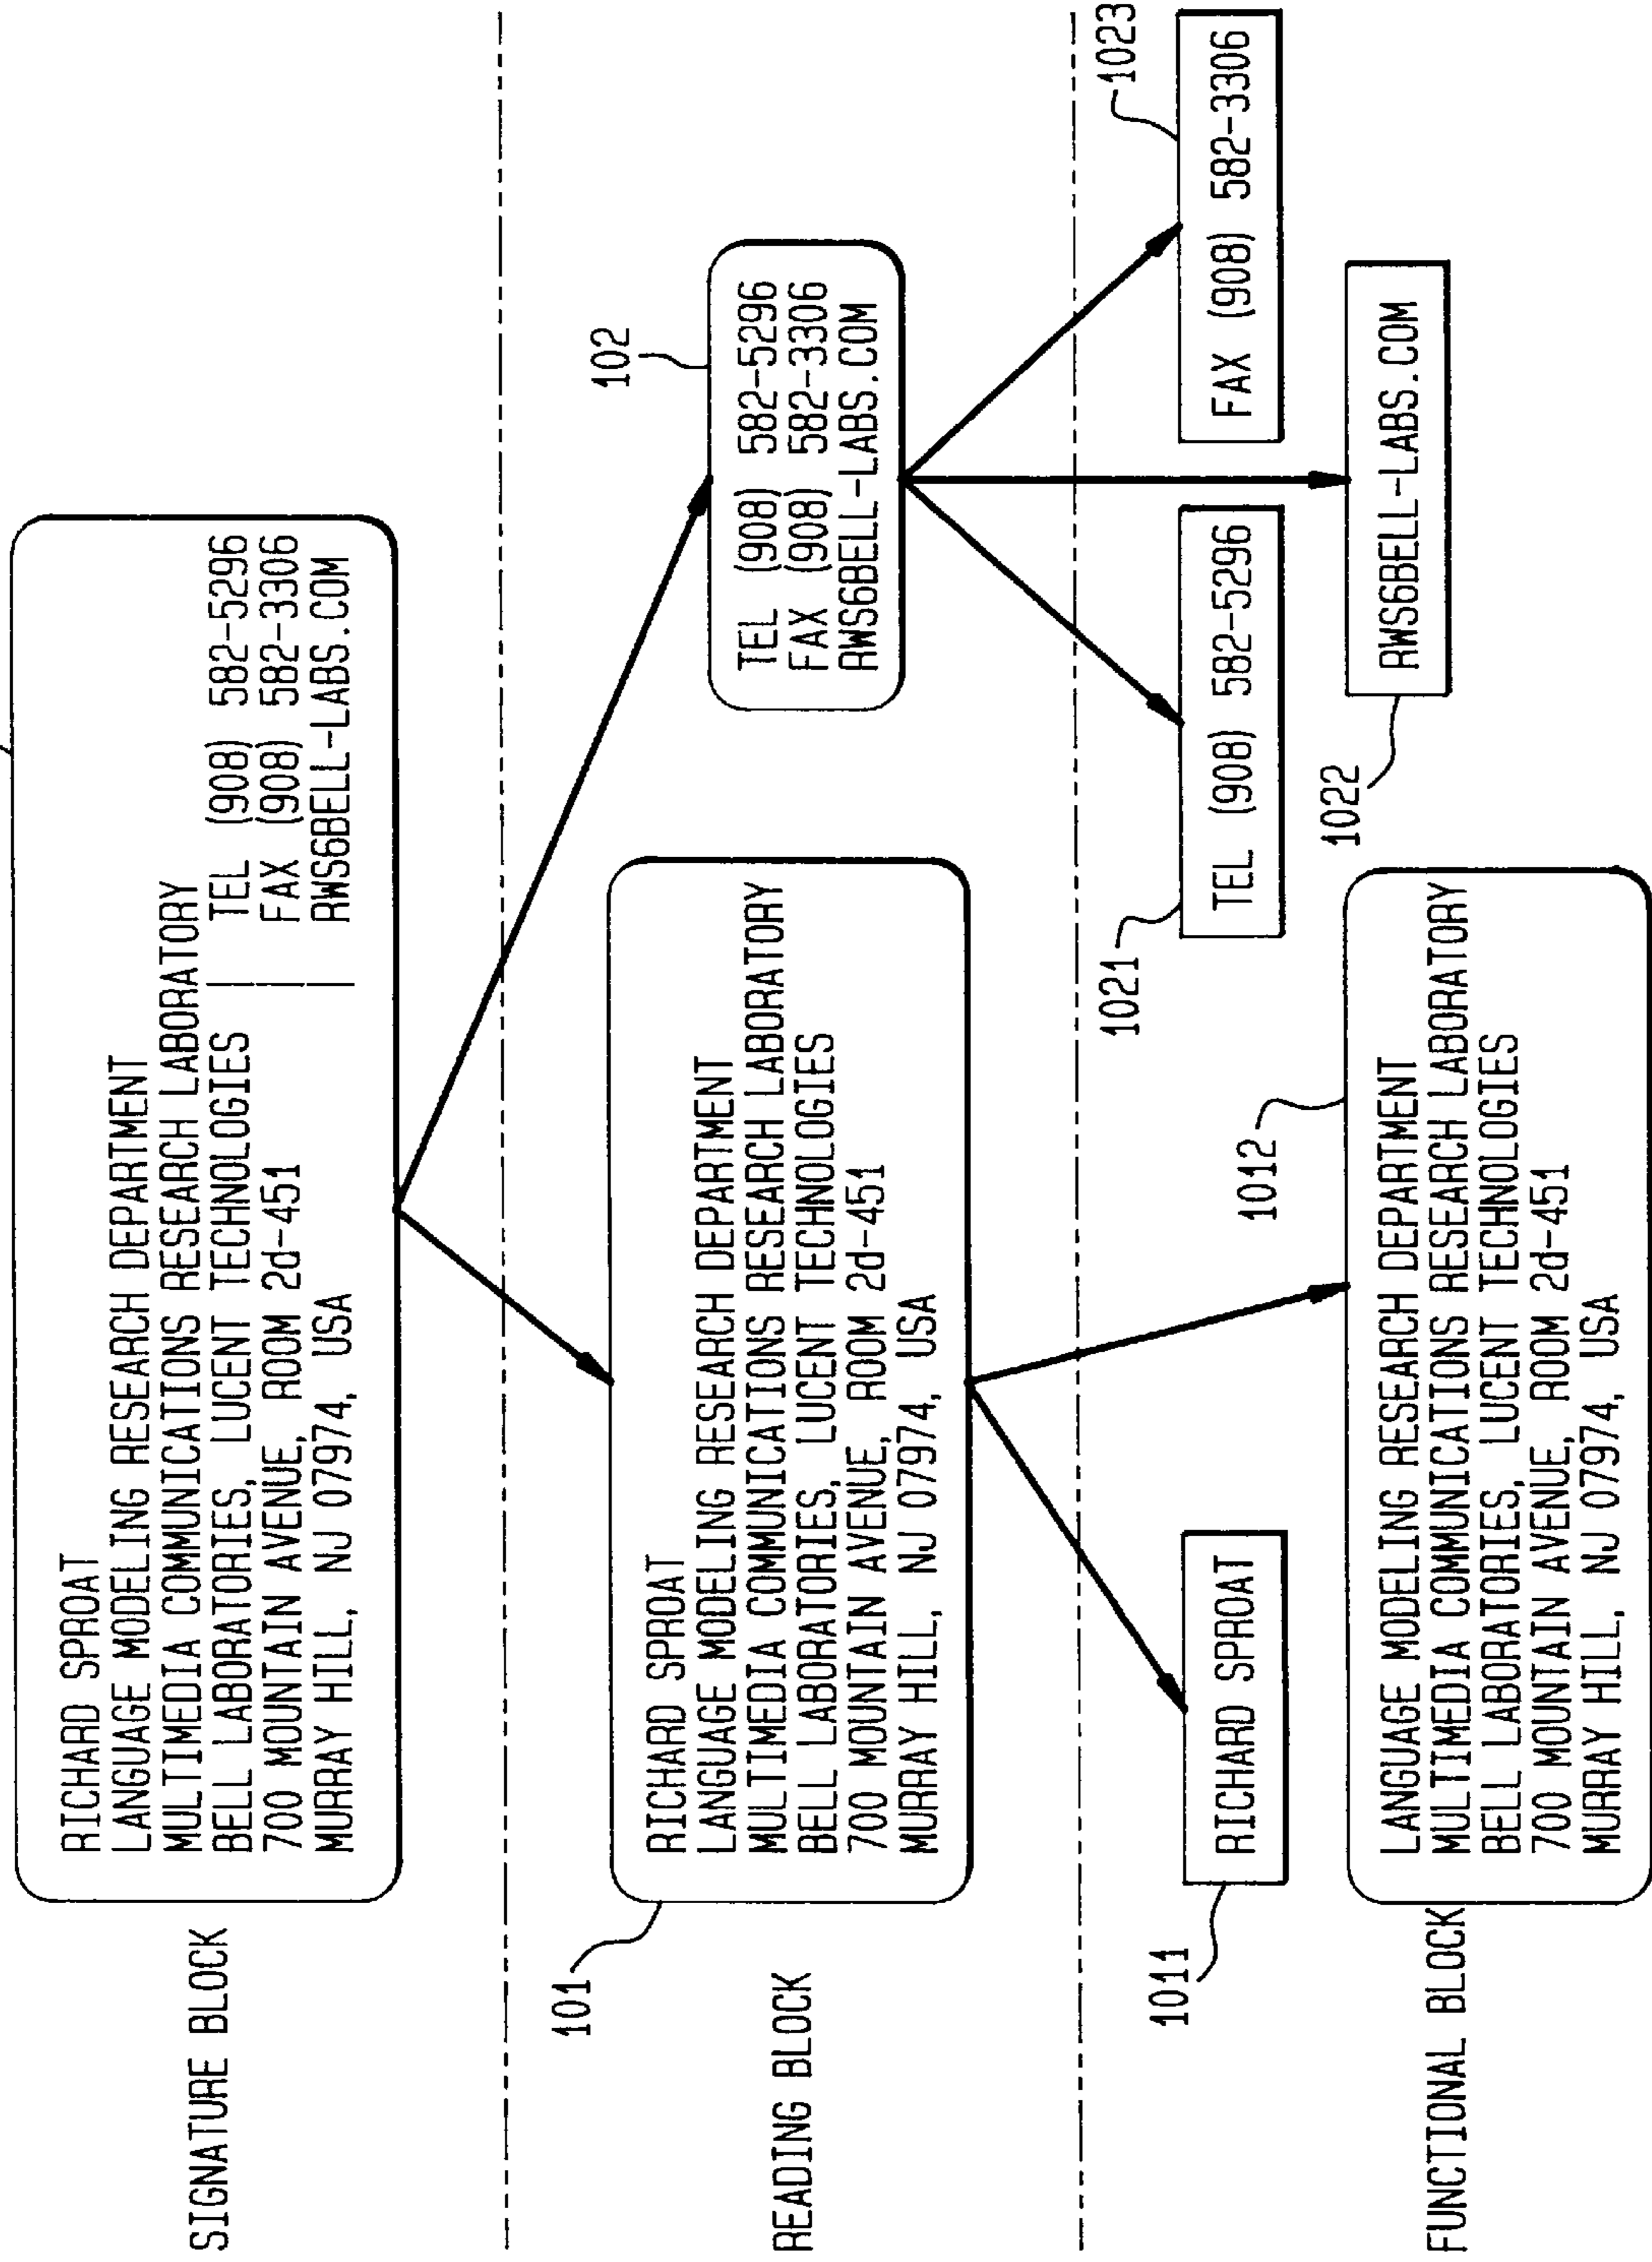 SIGNATURE BLOCK
RICHARD SPROAT
LANGUAGE MODELING RESEARCH DEPARTMENT
MULTIMEDIA COMMUNICATIONS RESEARCH LABORATORY
BELL LABORATORIES, LUCENT TECHNOLOGIES | TEL (908) 582-5296
700 MOUNTAIN AVENUE, ROOM 2d-451 | FAX (908) 582-3306
MURRAY HILL, NJ 07974, USA | RWS6BELL-LABS.COM
READING BLOCK
101
RICHARD SPROAT
LANGUAGE MODELING RESEARCH DEPARTMENT
MULTIMEDIA COMMUNICATIONS RESEARCH LABORATORY
BELL LABORATORIES, LUCENT TECHNOLOGIES
700 MOUNTAIN AVENUE, ROOM 2d-451
MURRAY HILL, NJ 07974, USA
102
TEL (908) 582-5296
FAX (908) 582-3306
RWS6BELL-LABS.COM
FUNCTIONAL BLOCK
1011
RICHARD SPROAT
1012
LANGUAGE MODELING RESEARCH DEPARTMENT
MULTIMEDIA COMMUNICATIONS RESEARCH LABORATORY
BELL LABORATORIES, LUCENT TECHNOLOGIES
700 MOUNTAIN AVENUE, ROOM 2d-451
MURRAY HILL, NJ 07974, USA
1021
TEL (908) 582-5296
1022
RWS6BELL-LABS.COM
1023
FAX (908) 582-3306